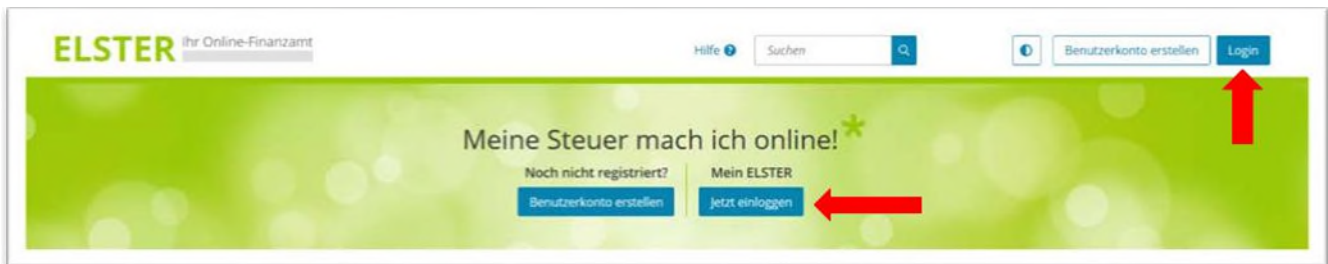 ELSTER Ihr Online-Finanzamt
Hilfe Suchen Benutzerkonto erstellen Login
Meine Steuer mach ich online!*
Noch nicht registriert? Mein ELSTER
Benutzerkonto erstellen Jetzt einloggen